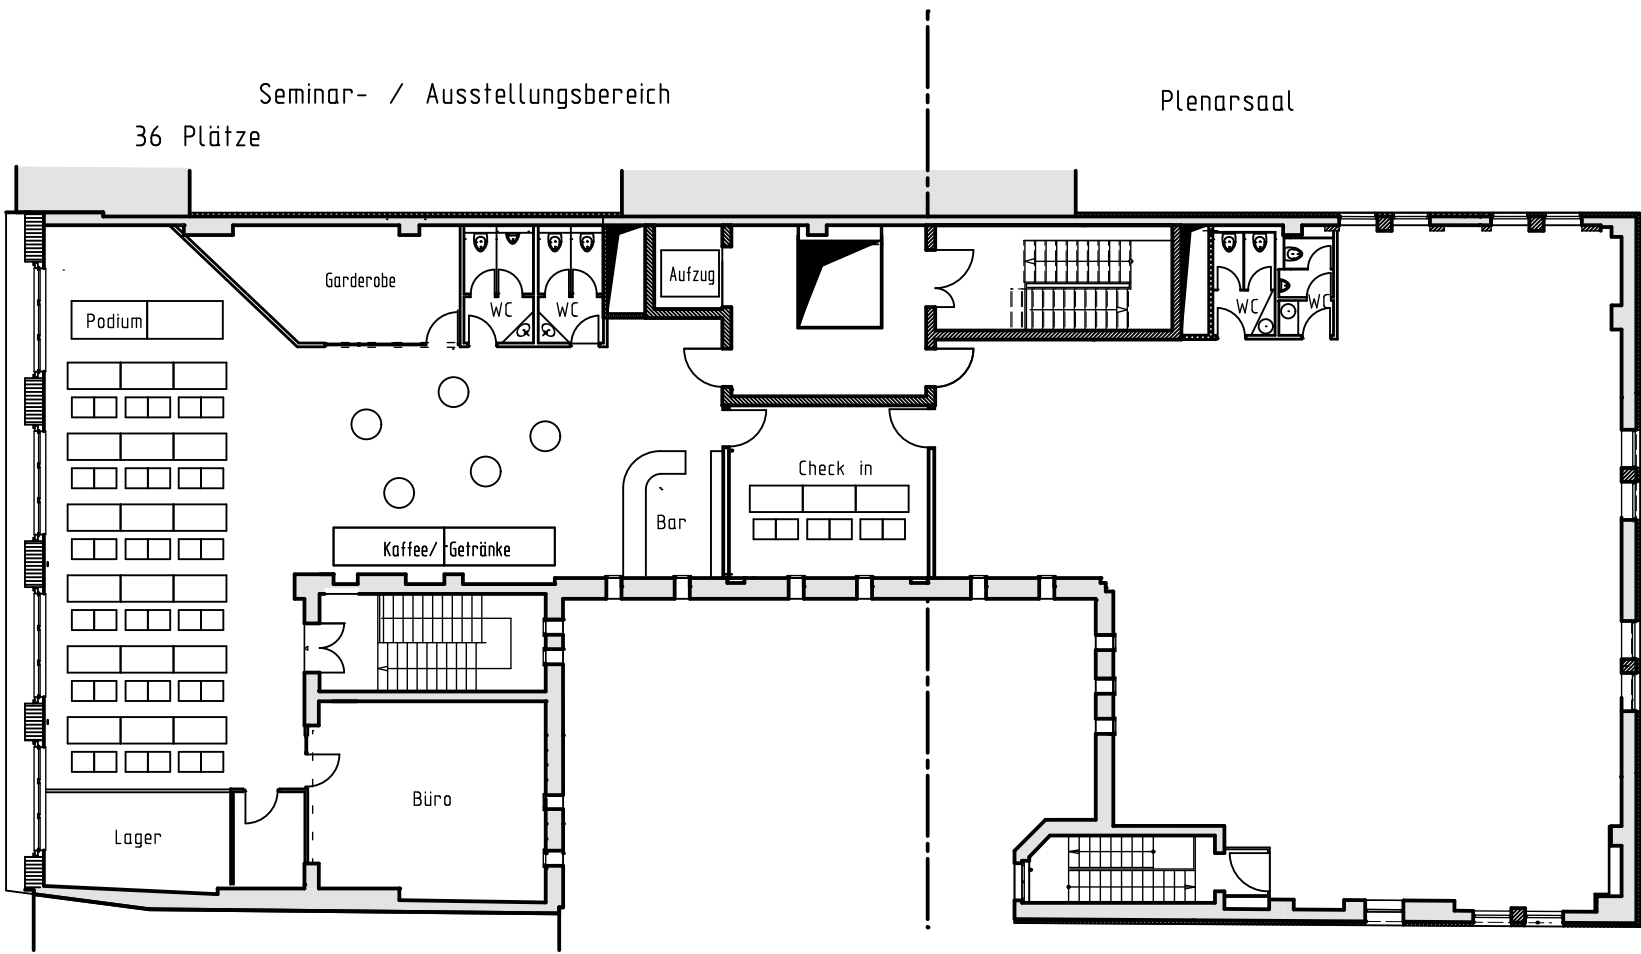 Seminar- / Ausstellungsbereich
Plenarsaal
36 Plätze
Garderobe
Aufzug
WC
WC
WC
WC
Podium
Check in
Bar
Kaffee/ Getränke
Büro
Lager